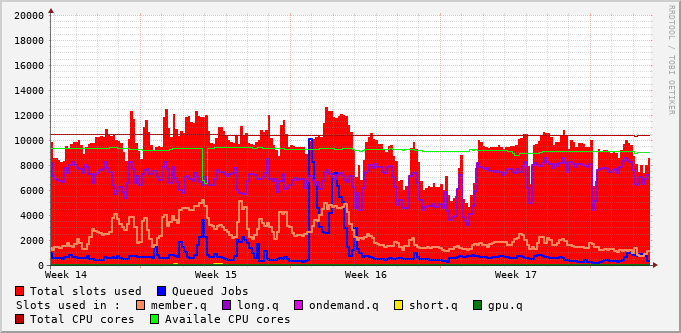 20000
18000
16000
14000
12000
10000
8000
6000
4000
2000
0
Week 14 Week 15 Week 16 Week 17
Total slots used Queued Jobs
Slots used in : member.q long.q ondemand.q short.q gpu.q
Total CPU cores Availale CPU cores
RRDTOOL / TOBI OETIKER